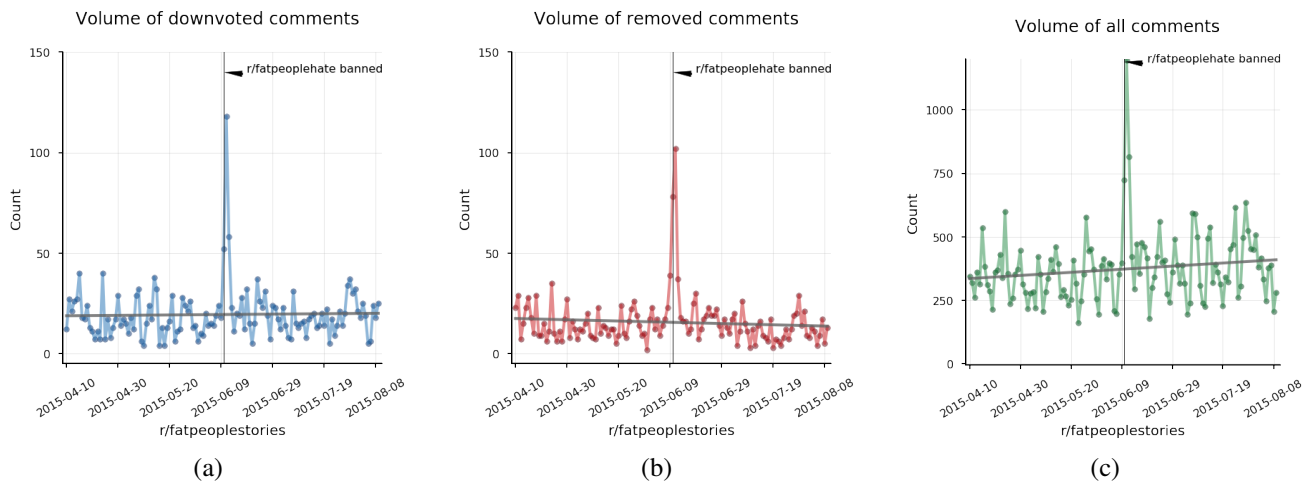 Volume of downvoted comments
150
100
50
0
Count
r/fatpeoplehate banned
2015-04-10
2015-04-30
2015-05-20
2015-06-09
2015-06-29
2015-07-19
2015-08-08
r/fatpeoplestories
(a)
Volume of removed comments
150
100
50
0
Count
r/fatpeoplehate banned
2015-04-10
2015-04-30
2015-05-20
2015-06-09
2015-06-29
2015-07-19
2015-08-08
r/fatpeoplestories
(b)
Volume of all comments
1000
750
500
250
0
Count
r/fatpeoplehate banned
2015-04-10
2015-04-30
2015-05-20
2015-06-09
2015-06-29
2015-07-19
2015-08-08
r/fatpeoplestories
(c)